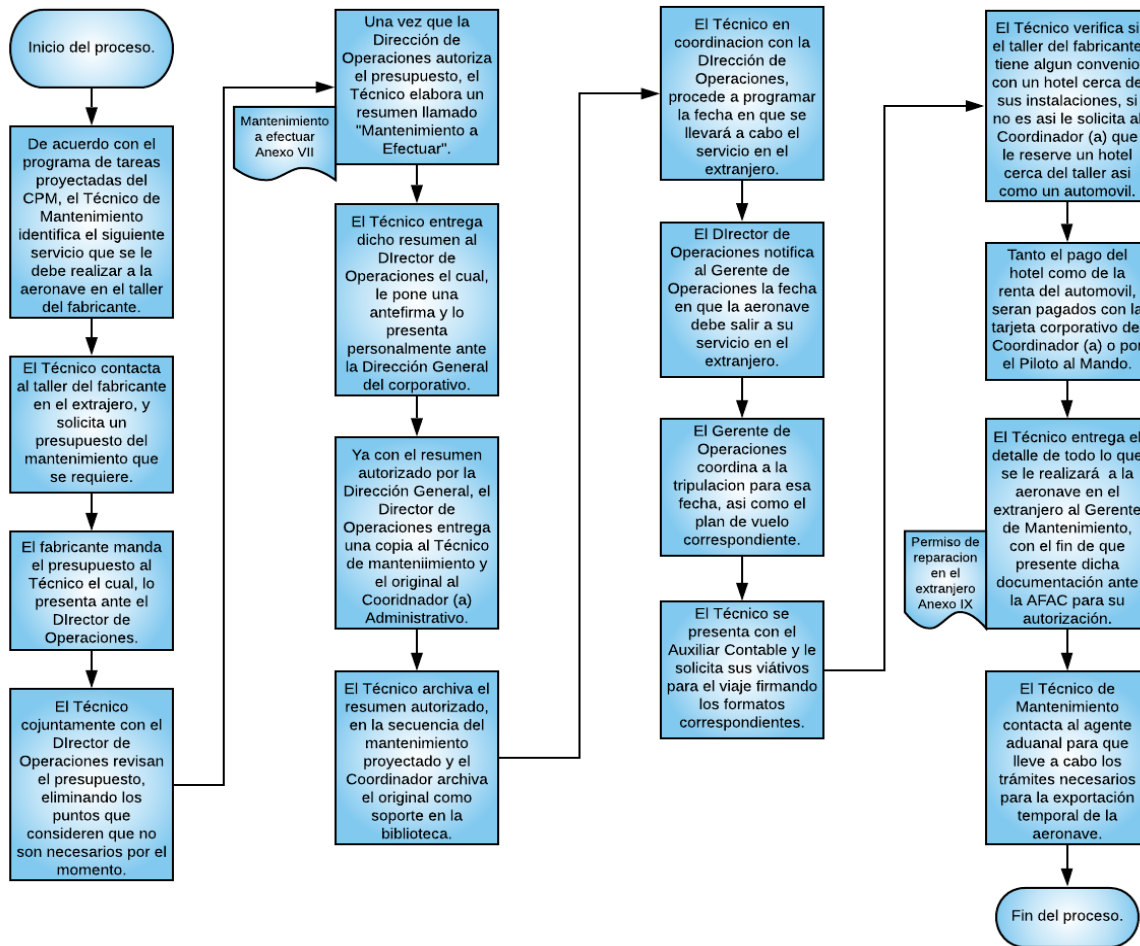 Inicio del proceso.
De acuerdo con el
programa de tareas
proyectadas del
CPM, el Técnico de
Mantenimiento
identifica el siguiente
servicio que se le
debe realizar a la
aeronave en el taller
del fabricante.
El Técnico contacta
al taller del fabricante
en el extrajero, y
solicita un
presupuesto del
mantenimiento que
se requiere.
El fabricante manda
el presupuesto al
Técnico el cual, lo
presenta ante el
DIrector de
Operaciones.
El Técnico
cojuntamente con el
DIrector de
Operaciones revisan
el presupuesto,
eliminando los
puntos que
consideren que no
son necesarios por el
momento.
Una vez que la
Dirección de
Operaciones autoriza
el presupuesto, el
Técnico elabora un
resumen llamado
"Mantenimiento a
Efectuar".
Mantenimiento
a efectuar
Anexo VII
El Técnico entrega
dicho resumen al
DIrector de
Operaciones el cual,
le pone una
antefirma y lo
presenta
personalmente ante
la Dirección General
del corporativo.
Ya con el resumen
autorizado por la
Dirección General, el
Director de
Operaciones entrega
una copia al Técnico
de manteniimiento y
el original al
Cooridnador (a)
Administrativo.
El Técnico archiva el
resumen autorizado,
en la secuencia del
mantenimiento
proyectado y el
Coordinador archiva
el original como
soporte en la
biblioteca.
El Técnico en
coordinacion con la
DIrección de
Operaciones,
procede a programar
la fecha en que se
llevará a cabo el
servicio en el
extranjero.
El DIrector de
Operaciones notifica
al Gerente de
Operaciones la fecha
en que la aeronave
debe salir a su
servicio en el
extranjero.
El Gerente de
Operaciones
coordina a la
tripulacion para esa
fecha, asi como el
plan de vuelo
correspondiente.
El Técnico se
presenta con el
Auxiliar Contable y le
solicita sus viátivos
para el viaje firmando
los formatos
correspondientes.
El Técnico verifica si
el taller del fabricante
tiene algun convenio
con un hotel cerca de
sus instalaciones, si
no es asi le solicita al
Coordinador (a) que
le reserve un hotel
cerca del taller asi
como un automovil.
Tanto el pago del
hotel como de la
renta del automovil,
seran pagados con la
tarjeta corporativo del
Coordinador (a) o por
el Piloto al Mando.
El Técnico entrega el
detalle de todo lo que
se le realizará a la
aeronave en el
extranjero al Gerente
de Mantenimiento,
con el fin de que
presente dicha
documentación ante
la AFAC para su
autorización.
Permiso de
reparacion
en el
extranjero
Anexo IX
El Técnico de
Mantenimiento
contacta al agente
aduanal para que
lleve a cabo los
trámites necesarios
para la exportación
temporal de la
aeronave.
Fin del proceso.